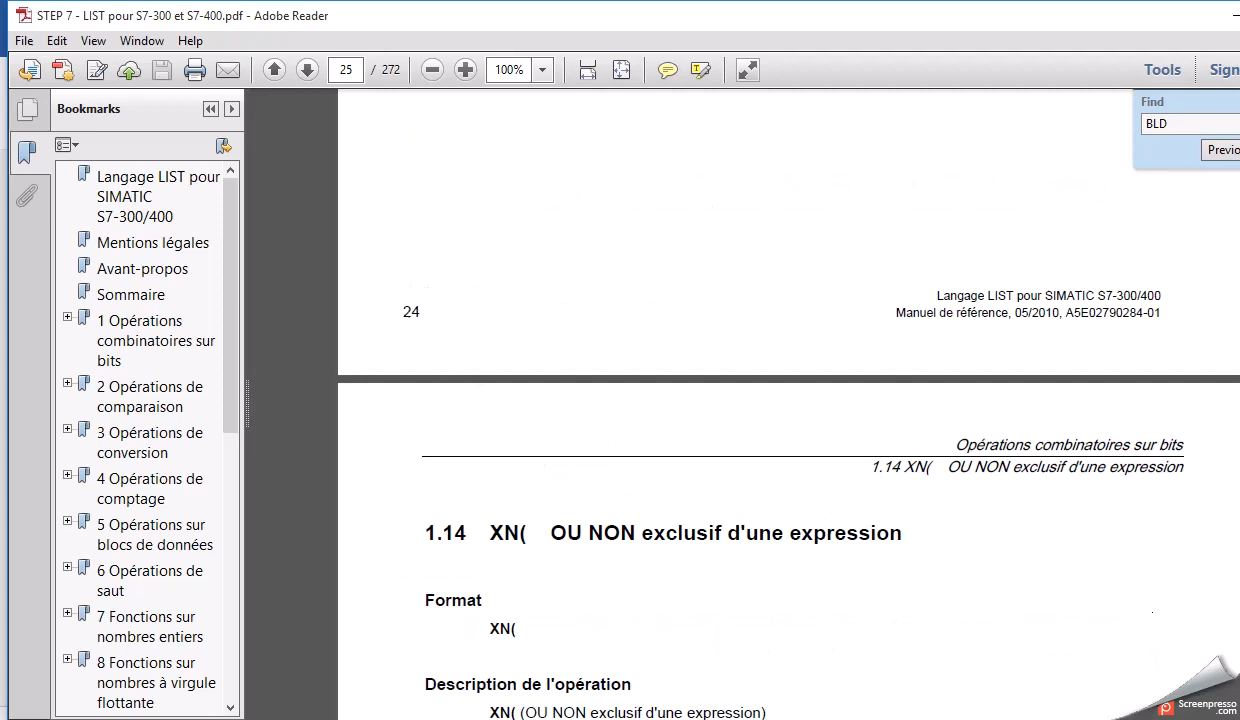 STEP 7 - LIST pour S7-300 et S7-400.pdf - Adobe Reader
File Edit View Window Help
25 / 272 100% Tools Sign
Bookmarks
Langage LIST pour
SIMATIC
S7-300/400
Mentions légales
Avant-propos
Sommaire
1 Opérations
combinatoires sur
bits
2 Opérations de
comparaison
3 Opérations de
conversion
4 Opérations de
comptage
5 Opérations sur
blocs de données
6 Opérations de
saut
7 Fonctions sur
nombres entiers
8 Fonctions sur
nombres à virgule
flottante
Find
BLD
Previo
Langage LIST pour SIMATIC S7-300/400
24 Manuel de référence, 05/2010, A5E02790284-01
Opérations combinatoires sur bits
1.14 XN( OU NON exclusif d'une expression
1.14 XN( OU NON exclusif d'une expression
Format
XN(
Description de l'opération
XN( (OU NON exclusif d'une expression)
Screenpresso
.com